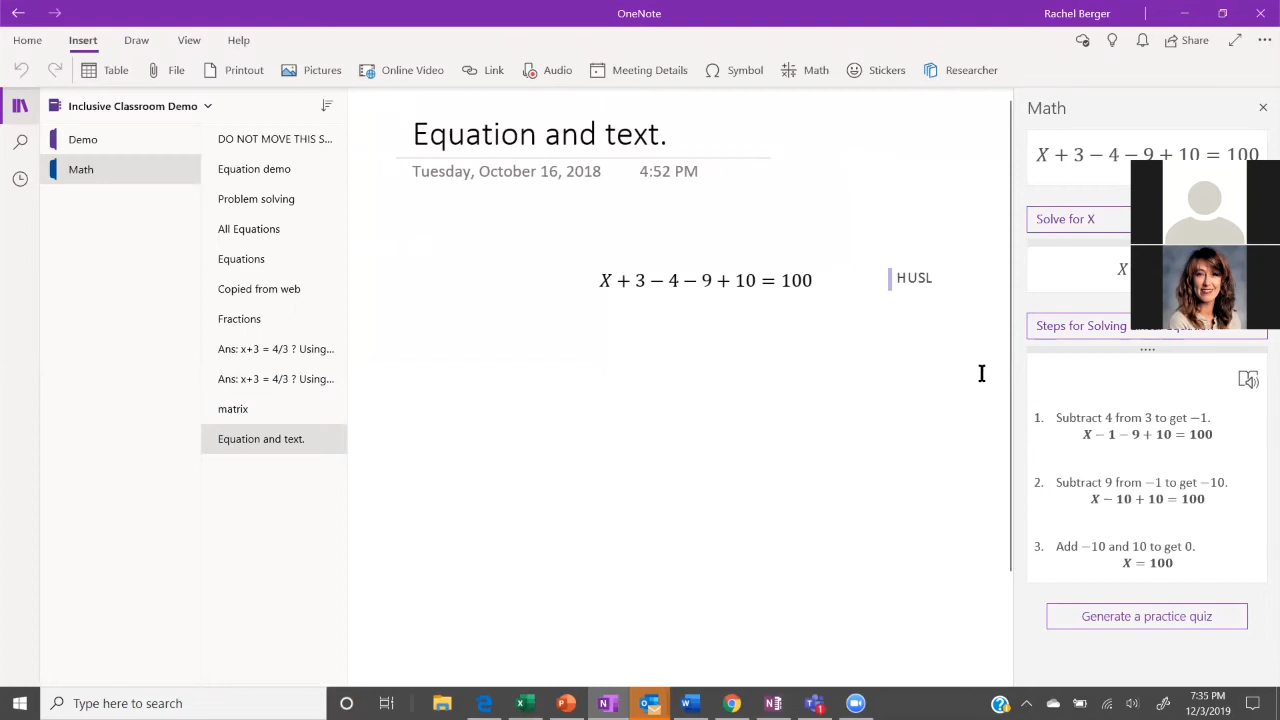 OneNote
Rachel Berger
Home
Insert
Draw
View
Help
Share
Table
File
Printout
Pictures
Online Video
Link
Audio
Meeting Details
Symbol
Math
Stickers
Researcher
Inclusive Classroom Demo
Demo
Math
DO NOT MOVE THIS S...
Equation demo
Problem solving
All Equations
Equations
Copied from web
Fractions
Ans: x+3 = 4/3 ? Using...
Ans: x+3 = 4/3 ? Using...
matrix
Equation and text.
Equation and text.
Tuesday, October 16, 2018 4:52 PM
X + 3 − 4 − 9 + 10 = 100
HUSL
Math
X + 3 − 4 − 9 + 10 = 100
Solve for X
X
Steps for Solving
1. Subtract 4 from 3 to get −1.
X − 1 − 9 + 10 = 100
2. Subtract 9 from −1 to get −10.
X − 10 + 10 = 100
3. Add −10 and 10 to get 0.
X = 100
Generate a practice quiz
Type here to search
7:35 PM
12/3/2019